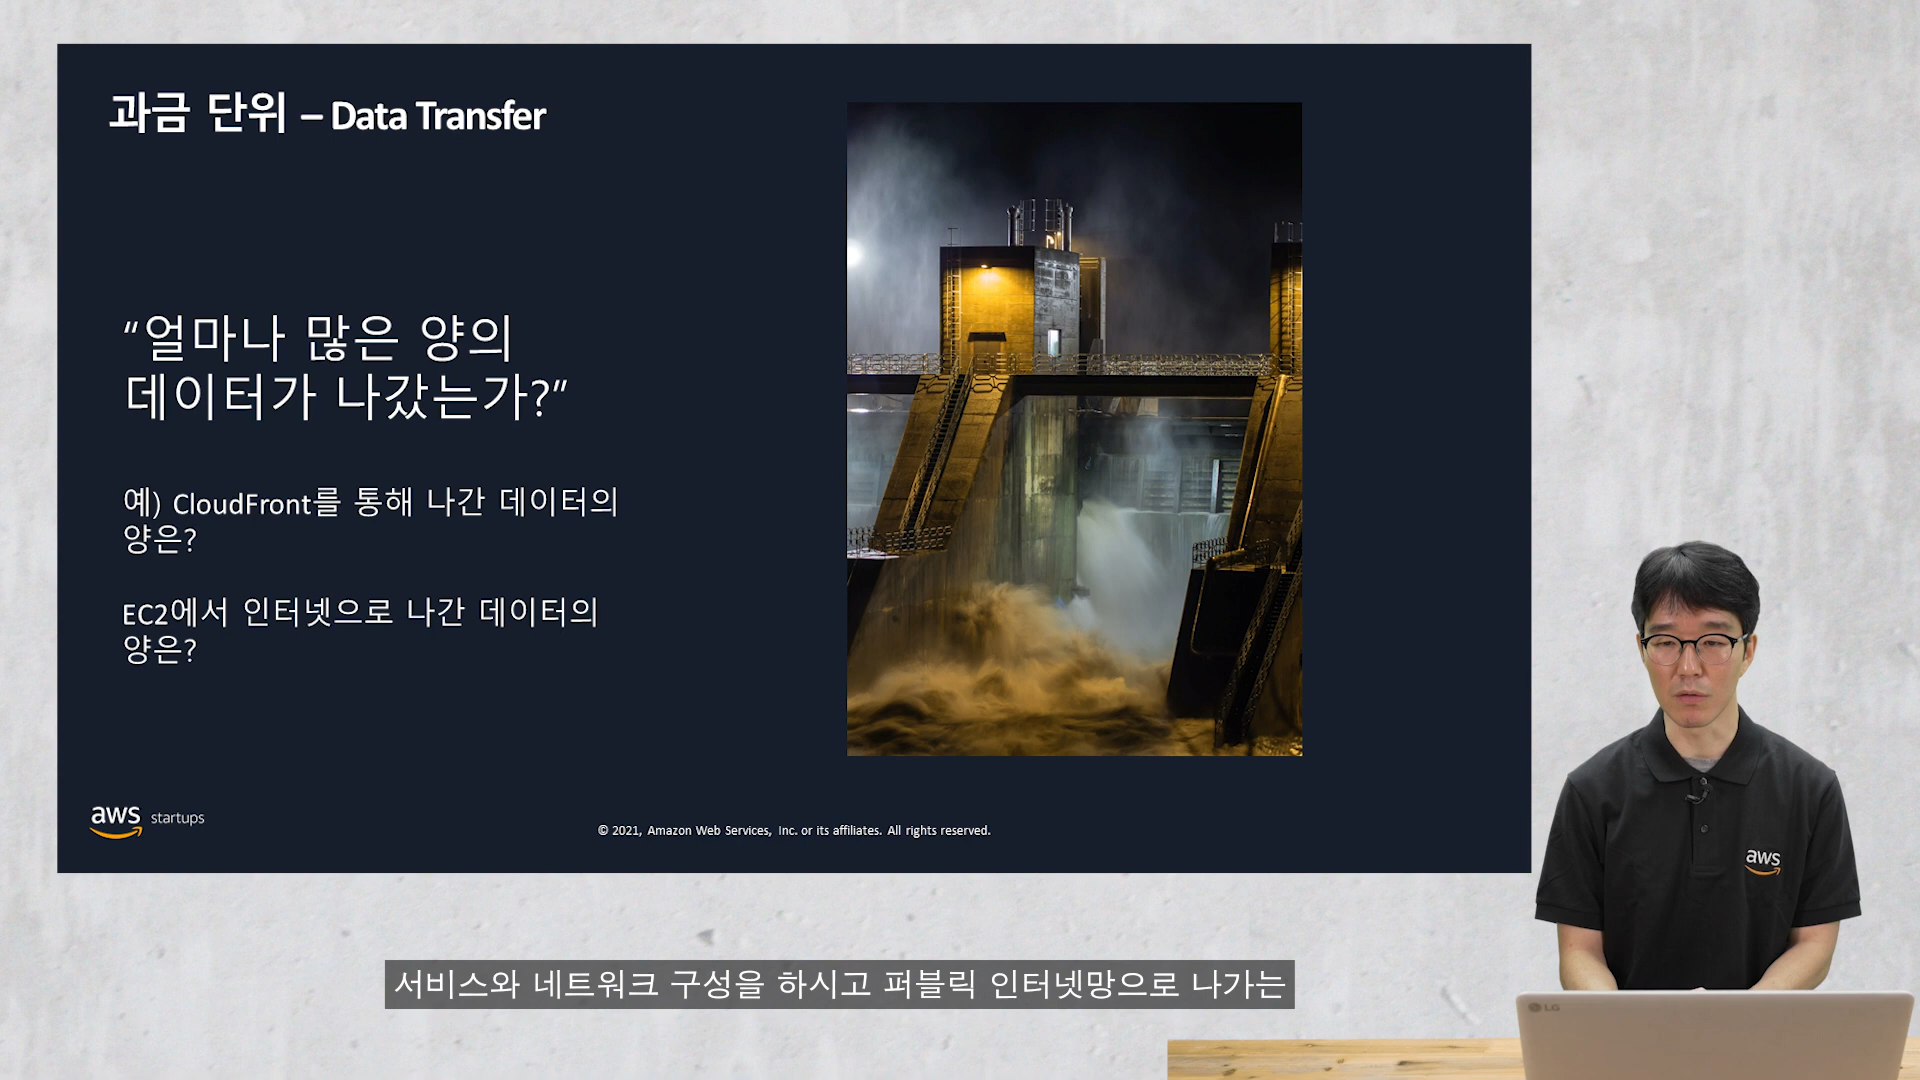 과금 단위 – Data Transfer
“얼마나 많은 양의
데이터가 나갔는가?”
예) CloudFront를 통해 나간 데이터의
양은?
EC2에서 인터넷으로 나간 데이터의
양은?
aws startups
© 2021, Amazon Web Services, Inc. or its affiliates. All rights reserved.
aws
LG
서비스와 네트워크 구성을 하시고 퍼블릭 인터넷망으로 나가는